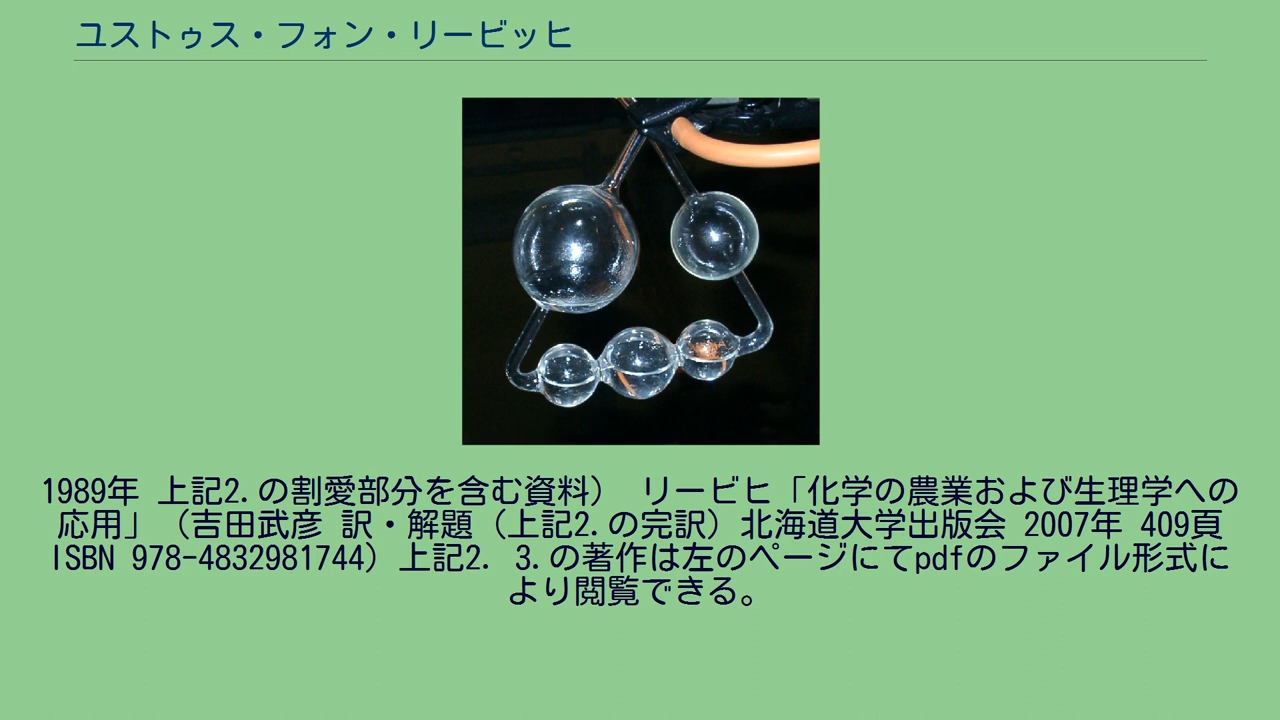 ユストゥス・フォン・リービッヒ
1989年 上記2.の割愛部分を含む資料） リービヒ「化学の農業および生理学への
応用」（吉田武彦 訳・解題（上記2.の完訳）北海道大学出版会 2007年 409頁
ISBN 978-4832981744）上記2. 3.の著作は左のページにてpdfのファイル形式に
より閲覧できる。